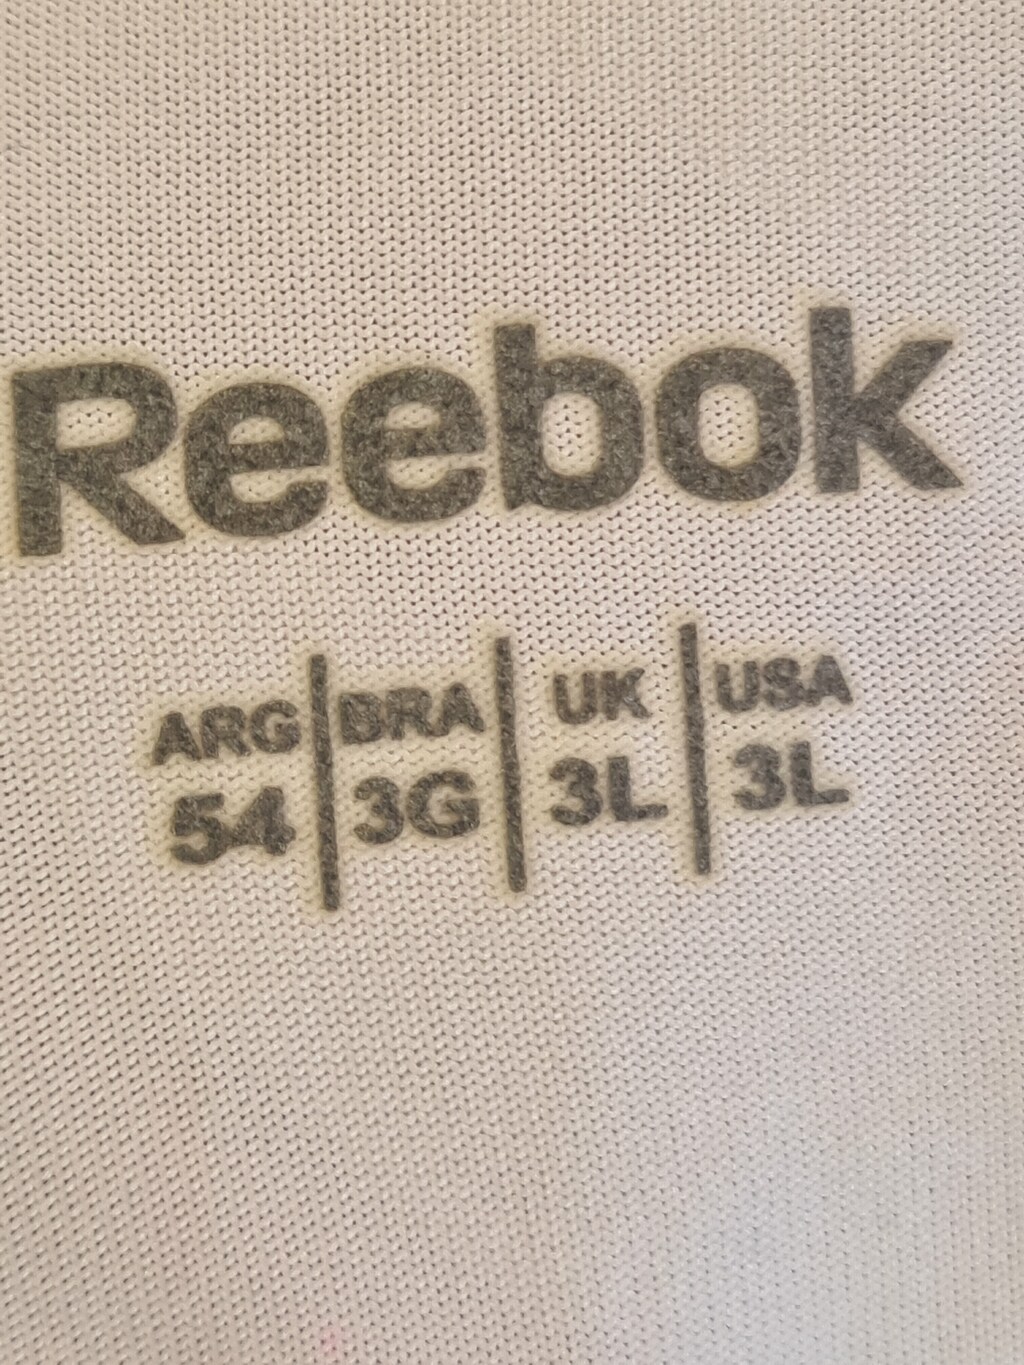 Reebok
ARG | BRA | UK | USA
54 | 3G | 3L | 3L